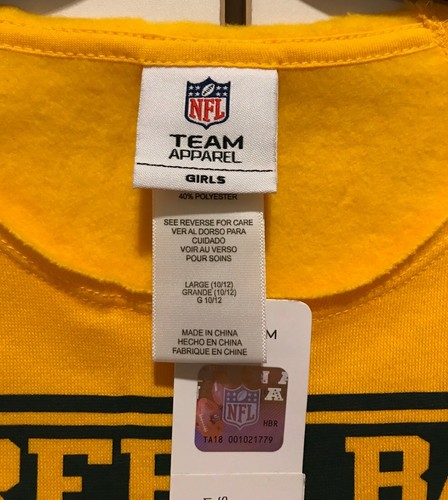 NFL
TEAM
APPAREL
GIRLS
40% POLYESTER
SEE REVERSE FOR CARE
VER AL DORSO PARA
CUIDADO
VOIR AU VERSO
POUR SOINS
LARGE (10/12)
GRANDE (10/12)
G 10/12
MADE IN CHINA
HECHO EN CHINA
FABRIQUE EN CHINE
M
NFL
HBR
TA18 001021779